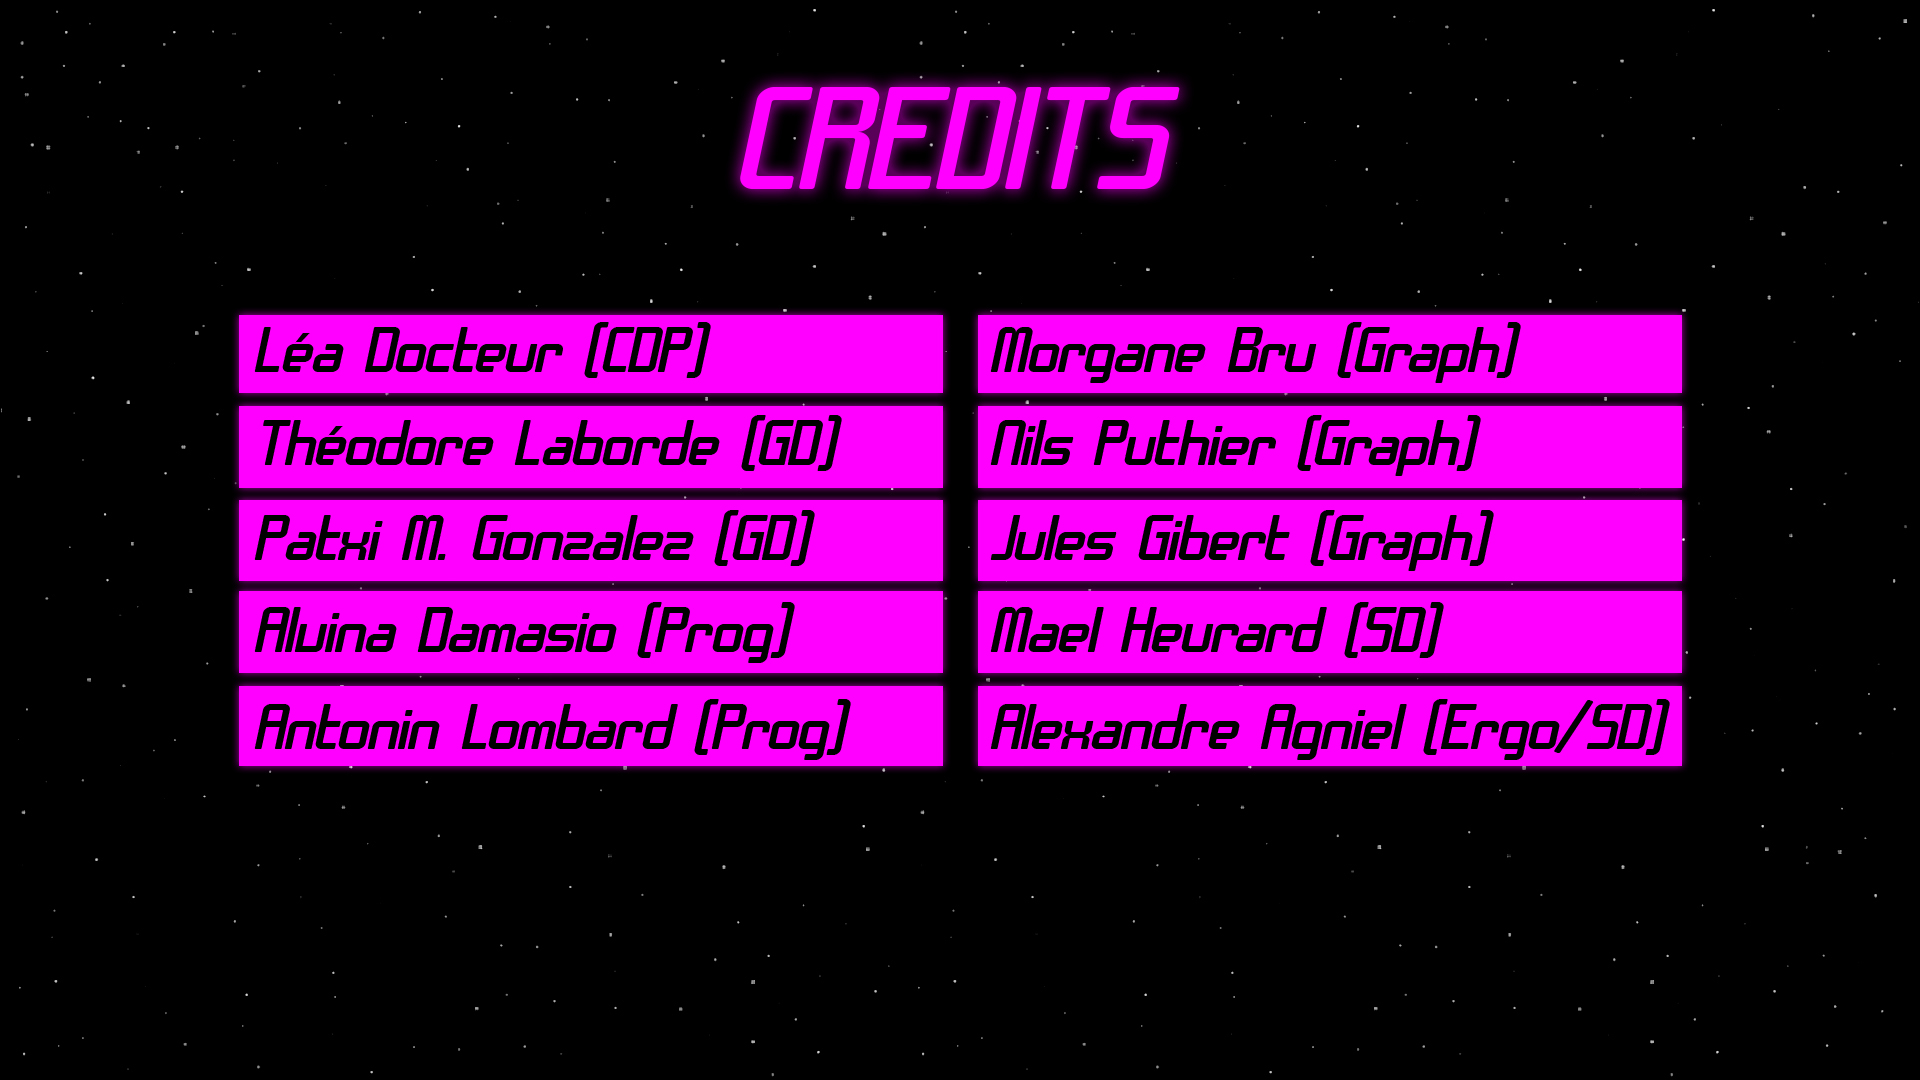 CREDITS
Léa Docteur (CDP)
Théodore Laborde (GD)
Patxi M. Gonzalez (GD)
Alvina Damasio (Prog)
Antonin Lombard (Prog)
Morgane Bru (Graph)
Nils Puthier (Graph)
Jules Gibert (Graph)
Mael Heurard (SD)
Alexandre Agniel (Ergo/SD)